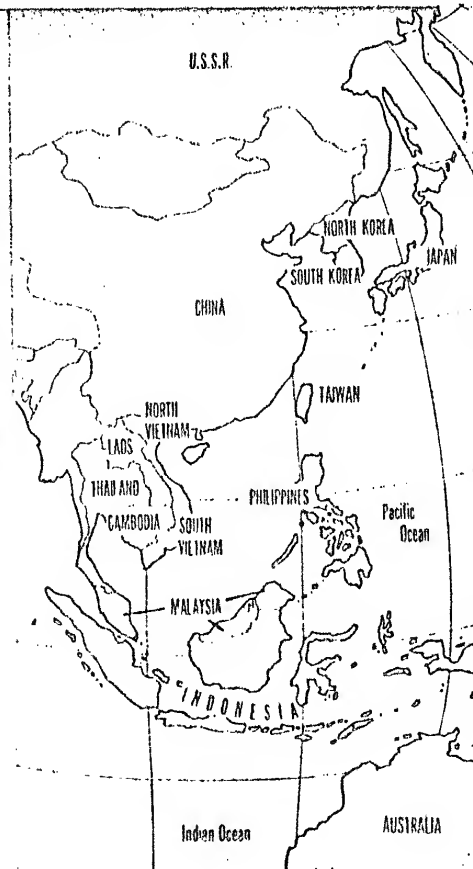 U.S.S.R.
NORTH KOREA
JAPAN
SOUTH KOREA
CHINA
TAIWAN
NORTH
VIETNAM
LAOS
THAILAND
PHILIPPINES
CAMBODIA
Pacific
Ocean
SOUTH
VIETNAM
MALAYSIA
INDONESIA
Indian Ocean
AUSTRALIA